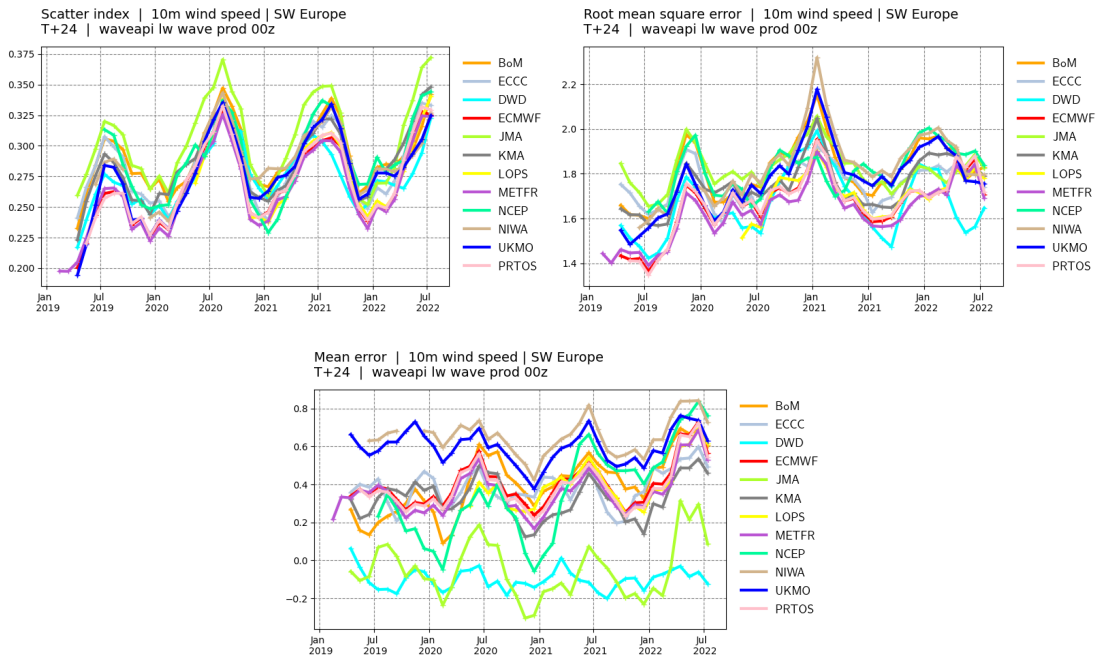 Scatter index | 10m wind speed | SW Europe
T+24 | waveapi lw wave prod 00z
0.375
0.350
0.325
0.300
0.275
0.250
0.225
0.200
Jan
2019
Jul
2019
Jan
2020
Jul
2020
Jan
2021
Jul
2021
Jan
2022
Jul
2022
BoM
ECCC
DWD
ECMWF
JMA
KMA
LOPS
METFR
NCEP
NIWA
UKMO
PRTOS
Root mean square error | 10m wind speed | SW Europe
T+24 | waveapi lw wave prod 00z
2.2
2.0
1.8
1.6
1.4
Jan
2019
Jul
2019
Jan
2020
Jul
2020
Jan
2021
Jul
2021
Jan
2022
Jul
2022
BoM
ECCC
DWD
ECMWF
JMA
KMA
LOPS
METFR
NCEP
NIWA
UKMO
PRTOS
Mean error | 10m wind speed | SW Europe
T+24 | waveapi lw wave prod 00z
0.8
0.6
0.4
0.2
0.0
−0.2
Jan
2019
Jul
2019
Jan
2020
Jul
2020
Jan
2021
Jul
2021
Jan
2022
Jul
2022
BoM
ECCC
DWD
ECMWF
JMA
KMA
LOPS
METFR
NCEP
NIWA
UKMO
PRTOS